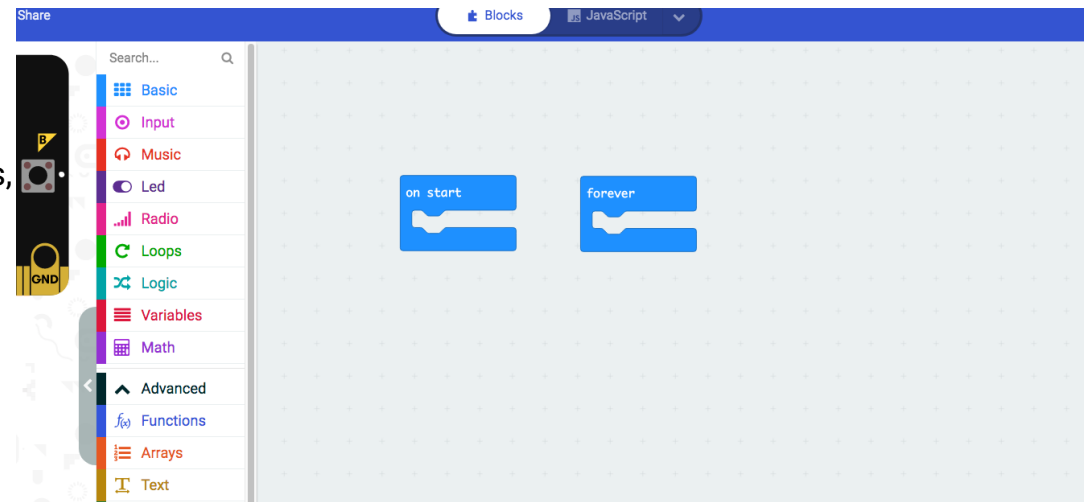 Share
Blocks
JS JavaScript
Search...
Basic
Input
Music
Led
Radio
Loops
Logic
Variables
Math
Advanced
f(x) Functions
Arrays
T Text
on start
forever
B
s,
GND